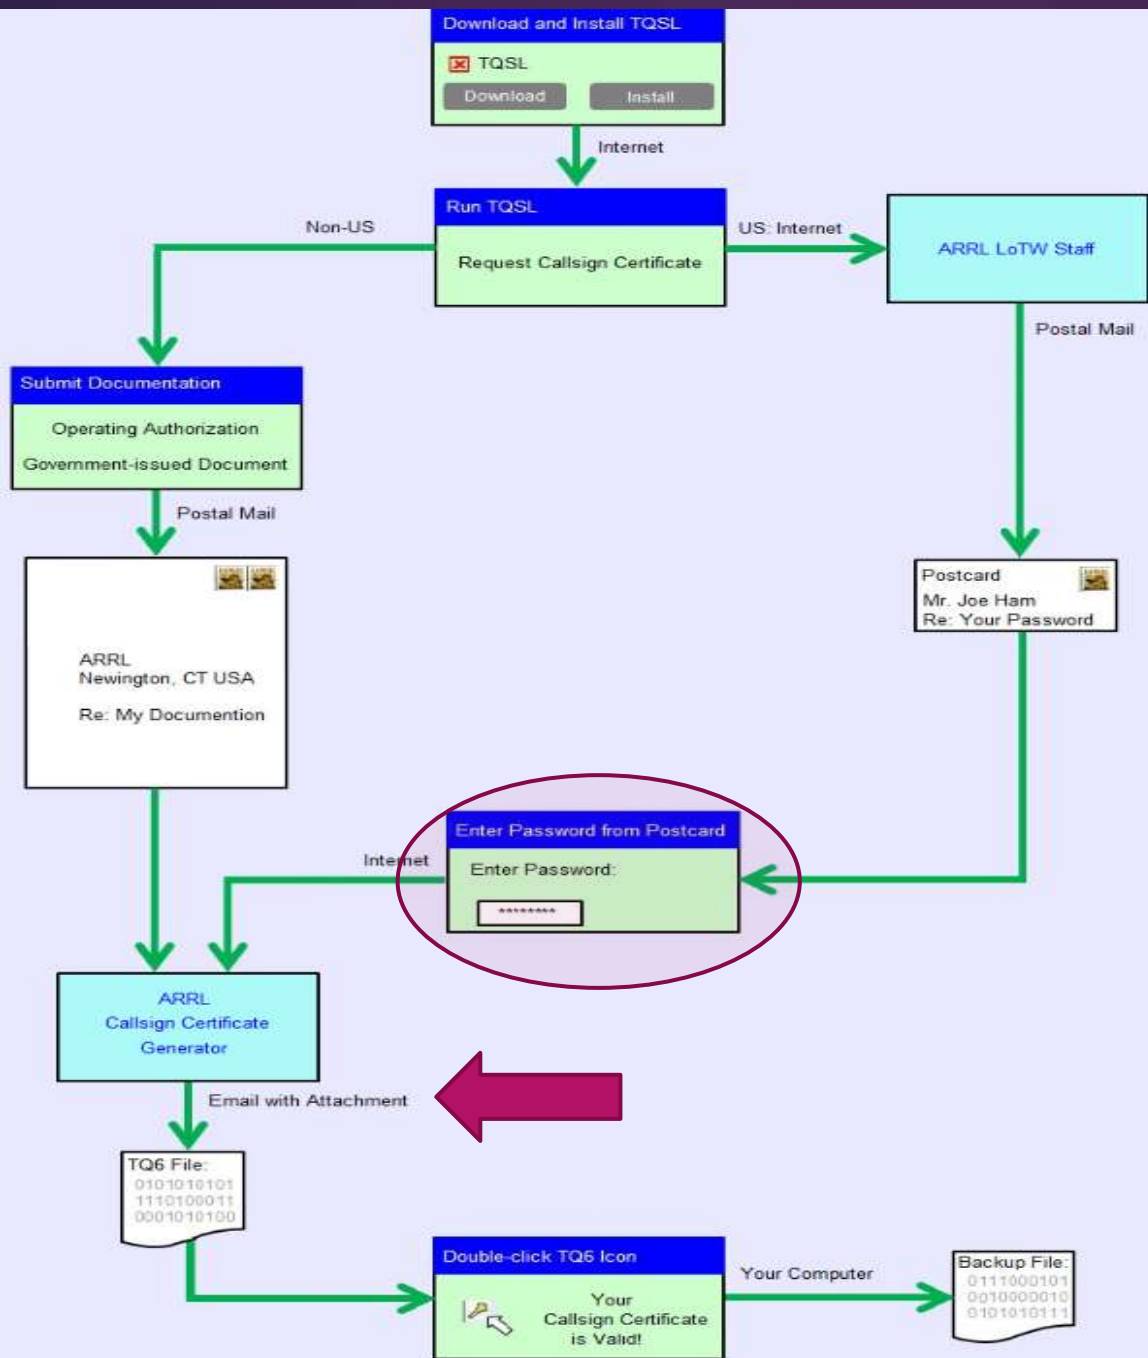 Download and Install TQSL
TQSL
Download
Install
Internet
Run TQSL
Request Callsign Certificate
Non-US
US: Internet
ARRL LoTW Staff
Postal Mail
Submit Documentation
Operating Authorization
Government-issued Document
Postal Mail
ARRL
Newington, CT USA
Re: My Documention
Postcard
Mr. Joe Ham
Re: Your Password
Enter Password from Postcard
Enter Password:
********
Internet
ARRL
Callsign Certificate
Generator
Email with Attachment
TQ6 File:
0101010101
1110100011
0001010100
Double-click TQ6 Icon
Your
Callsign Certificate
is Valid!
Your Computer
Backup File:
0111000101
0010000010
0101010111